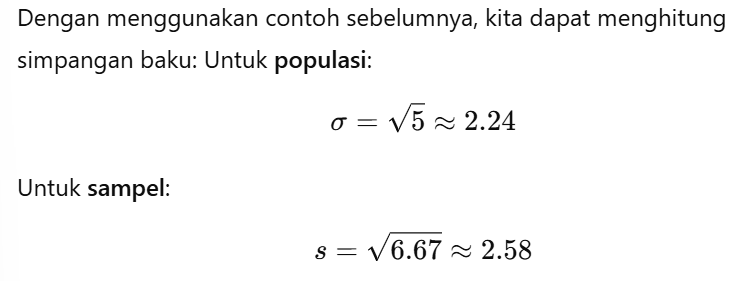 Dengan menggunakan contoh sebelumnya, kita dapat menghitung
simpangan baku: Untuk populasi:
σ = √5 ≈ 2.24
Untuk sampel:
s = √6.67 ≈ 2.58